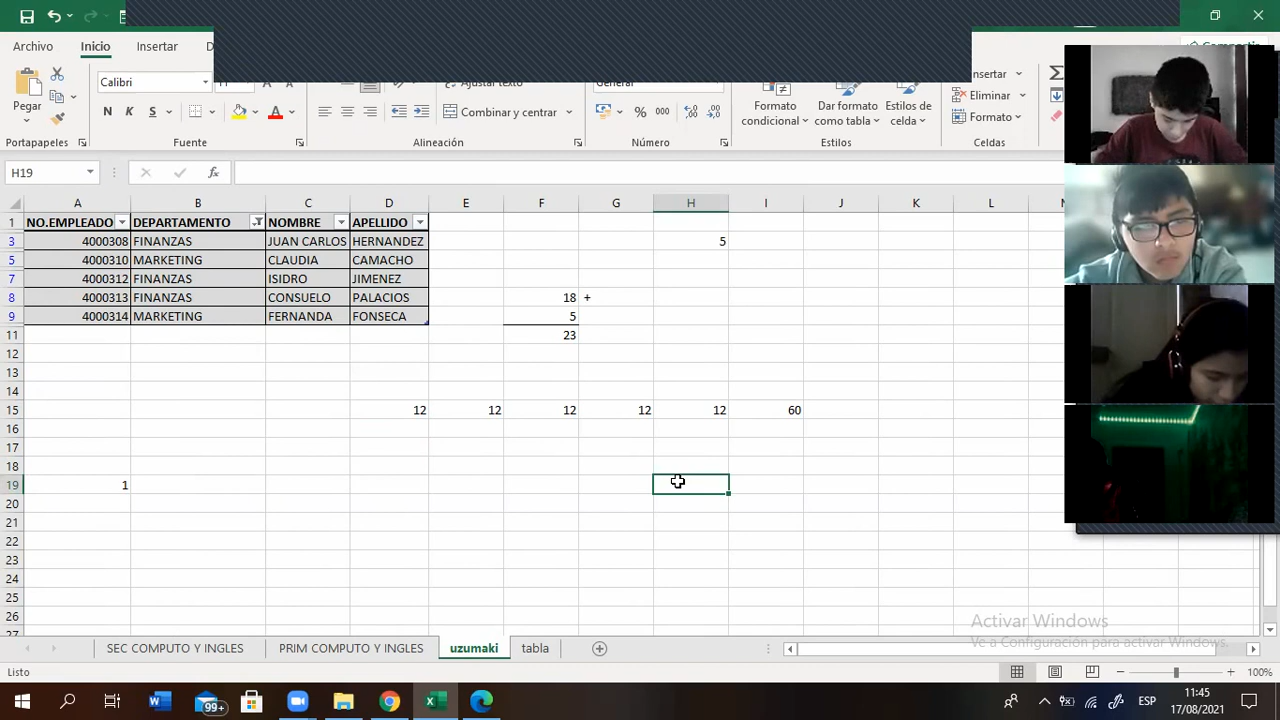 Archivo Inicio Insertar D
Insertar
Calibri
Ajustar texto
General
Pegar
N K S
Combinar y centrar
% 000
Formato condicional
Dar formato como tabla
Estilos de celda
Eliminar
Formato
Portapapeles Fuente Alineación Número Estilos Celdas
H19
fx
A B C D E F G H I J K L
1 NO.EMPLEADO DEPARTAMENTO NOMBRE APELLIDO
3 4000308 FINANZAS JUAN CARLOS HERNANDEZ 5
5 4000310 MARKETING CLAUDIA CAMACHO
7 4000312 FINANZAS ISIDRO JIMENEZ
8 4000313 FINANZAS CONSUELO PALACIOS 18 +
9 4000314 MARKETING FERNANDA FONSECA 5
11 23
12
13
14
15 12 12 12 12 12 60
16
17
18
19 1
20
21
22
23
24
25
26
27
Activar Windows
Ve a Configuración para activar Windows.
SEC COMPUTO Y INGLES PRIM COMPUTO Y INGLES uzumaki tabla
Listo
100%
99+
ESP
11:45
17/08/2021